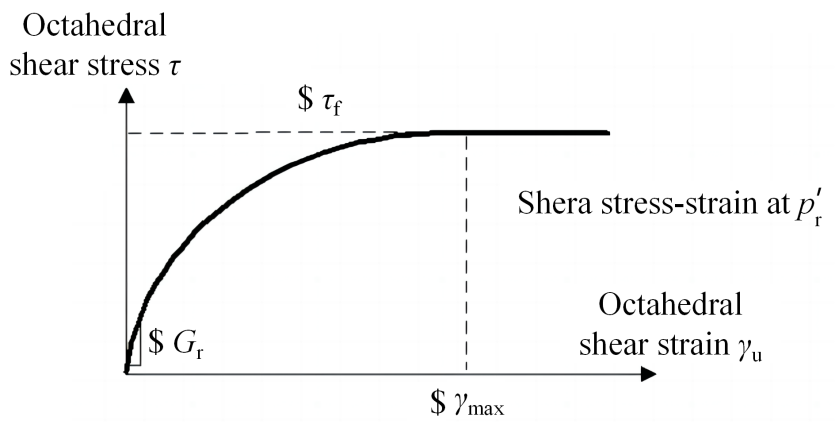 Octahedral
shear stress τ
$ τf
Shera stress-strain at p′r
$ Gr
Octahedral
shear strain γu
$ γmax